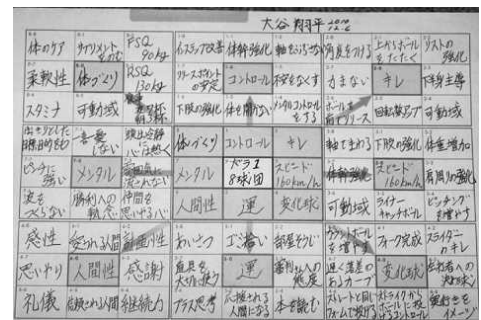 大谷 翔平
体のケア サプリメントをのむ FSQ 90kg インステップ改善 体幹強化 軸をぶらさない 角度をつける 上からボールをたたく リストの強化
柔軟性 体づくり RSQ 130kg リリースポイントの安定 コントロール 不安をなくす 力まない キレ 下半身主導
スタミナ 可動域 下肢の強化 体を開かない メンタルコントロールをする ボールを前でリリース 回転数アップ 可動域
はっきりとした目標、目的をもつ 一喜一憂しない 頭は冷静に心は熱く 体づくり コントロール キレ 軸でまわる 下肢の強化 体重増加
ピンチに強い メンタル 雰囲気に流されない メンタル ドラ1 8球団 スピード 160km/h 体幹強化 スピード 160km/h 肩周りの強化
波をつくらない 勝利への執念 仲間を思いやる心 人間性 運 変化球 可動域 ライナーキャッチボール ピッチングを増やす
感性 愛される人間 計画性 あいさつ ゴミ拾い 部屋そうじ カウントボールを増やす フォーク完成 スライダーのキレ
思いやり 人間性 感謝 道具を大切に扱う 運 審判さんへの態度 遅く落差のあるカーブ 変化球 左打者への決め球
礼儀 信頼される人間 継続力 プラス思考 応援される人間になる 本を読む ストレートと同じフォームで投げる ストライクからボールに投げるコントロール 奥行きをイメージ